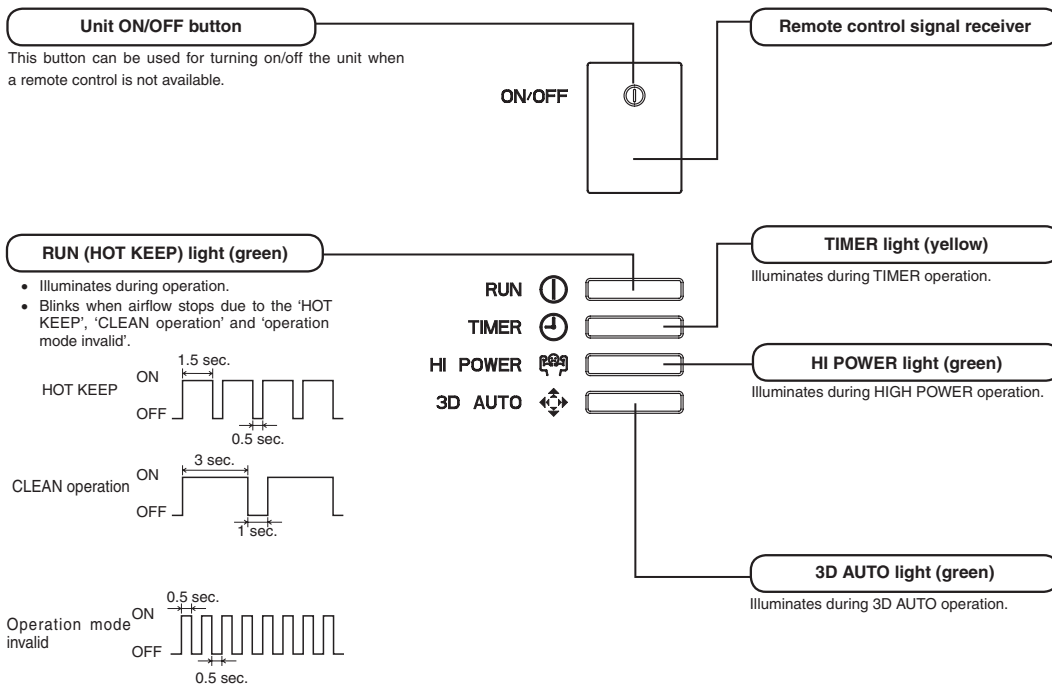 Unit ON/OFF button
This button can be used for turning on/off the unit when
a remote control is not available.
Remote control signal receiver
ON/OFF
RUN (HOT KEEP) light (green)
• Illuminates during operation.
• Blinks when airflow stops due to the ‘HOT
KEEP’, ‘CLEAN operation’ and ‘operation
mode invalid’.
1.5 sec.
HOT KEEP
ON
OFF
0.5 sec.
3 sec.
CLEAN operation
ON
OFF
1 sec.
0.5 sec.
Operation mode
invalid
ON
OFF
0.5 sec.
RUN
TIMER
HI POWER
3D AUTO
TIMER light (yellow)
Illuminates during TIMER operation.
HI POWER light (green)
Illuminates during HIGH POWER operation.
3D AUTO light (green)
Illuminates during 3D AUTO operation.